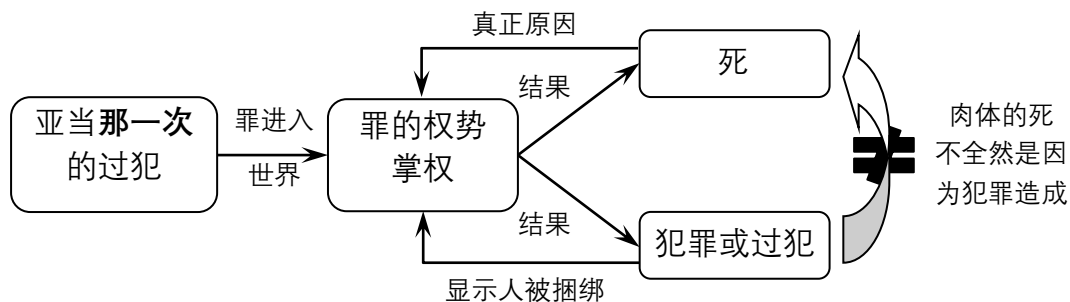 真正原因
死
结果
亚当那一次
的过犯
罪进入
世界
罪的权势
掌权
肉体的死
不全然是因
为犯罪造成
结果
犯罪或过犯
显示人被捆绑